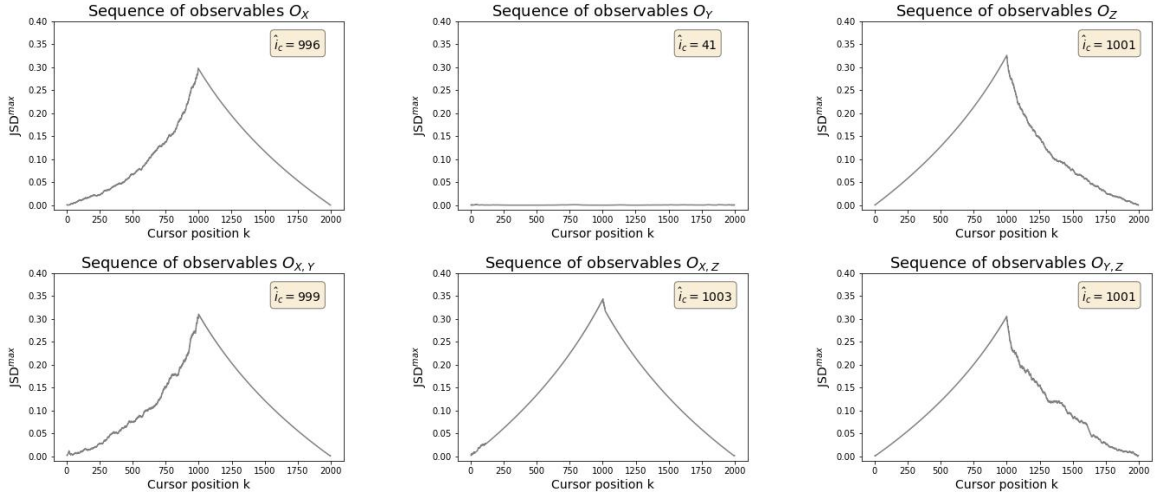 Sequence of observables O_X
Sequence of observables O_Y
Sequence of observables O_Z
0.40
0.35
0.30
0.25
0.20
0.15
0.10
0.05
0.00
JSD^max
î_c = 996
0 250 500 750 1000 1250 1500 1750 2000
Cursor position k
0.40
0.35
0.30
0.25
0.20
0.15
0.10
0.05
0.00
JSD^max
î_c = 41
0 250 500 750 1000 1250 1500 1750 2000
Cursor position k
0.40
0.35
0.30
0.25
0.20
0.15
0.10
0.05
0.00
JSD^max
î_c = 1001
0 250 500 750 1000 1250 1500 1750 2000
Cursor position k
Sequence of observables O_X,Y
Sequence of observables O_X,Z
Sequence of observables O_Y,Z
0.40
0.35
0.30
0.25
0.20
0.15
0.10
0.05
0.00
JSD^max
î_c = 999
0 250 500 750 1000 1250 1500 1750 2000
Cursor position k
0.40
0.35
0.30
0.25
0.20
0.15
0.10
0.05
0.00
JSD^max
î_c = 1003
0 250 500 750 1000 1250 1500 1750 2000
Cursor position k
0.40
0.35
0.30
0.25
0.20
0.15
0.10
0.05
0.00
JSD^max
î_c = 1001
0 250 500 750 1000 1250 1500 1750 2000
Cursor position k